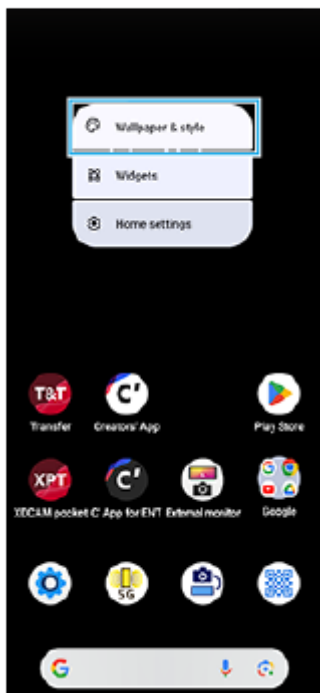 Wallpaper & style
Widgets
Home settings
T&T
C'
Transfer
Creators' App
Play Store
XPT
C'
XDCAM pocket
C' App for ENT
External monitor
Google
5G
G